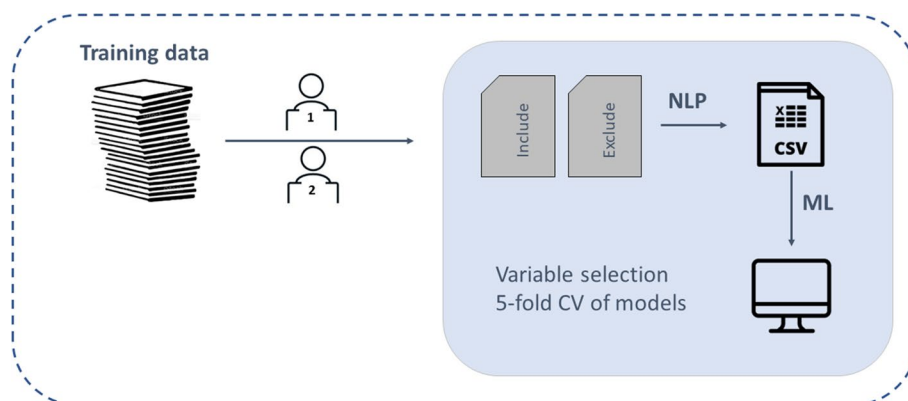 Training data
1
2
Include
Exclude
NLP
X
CSV
ML
Variable selection
5-fold CV of models